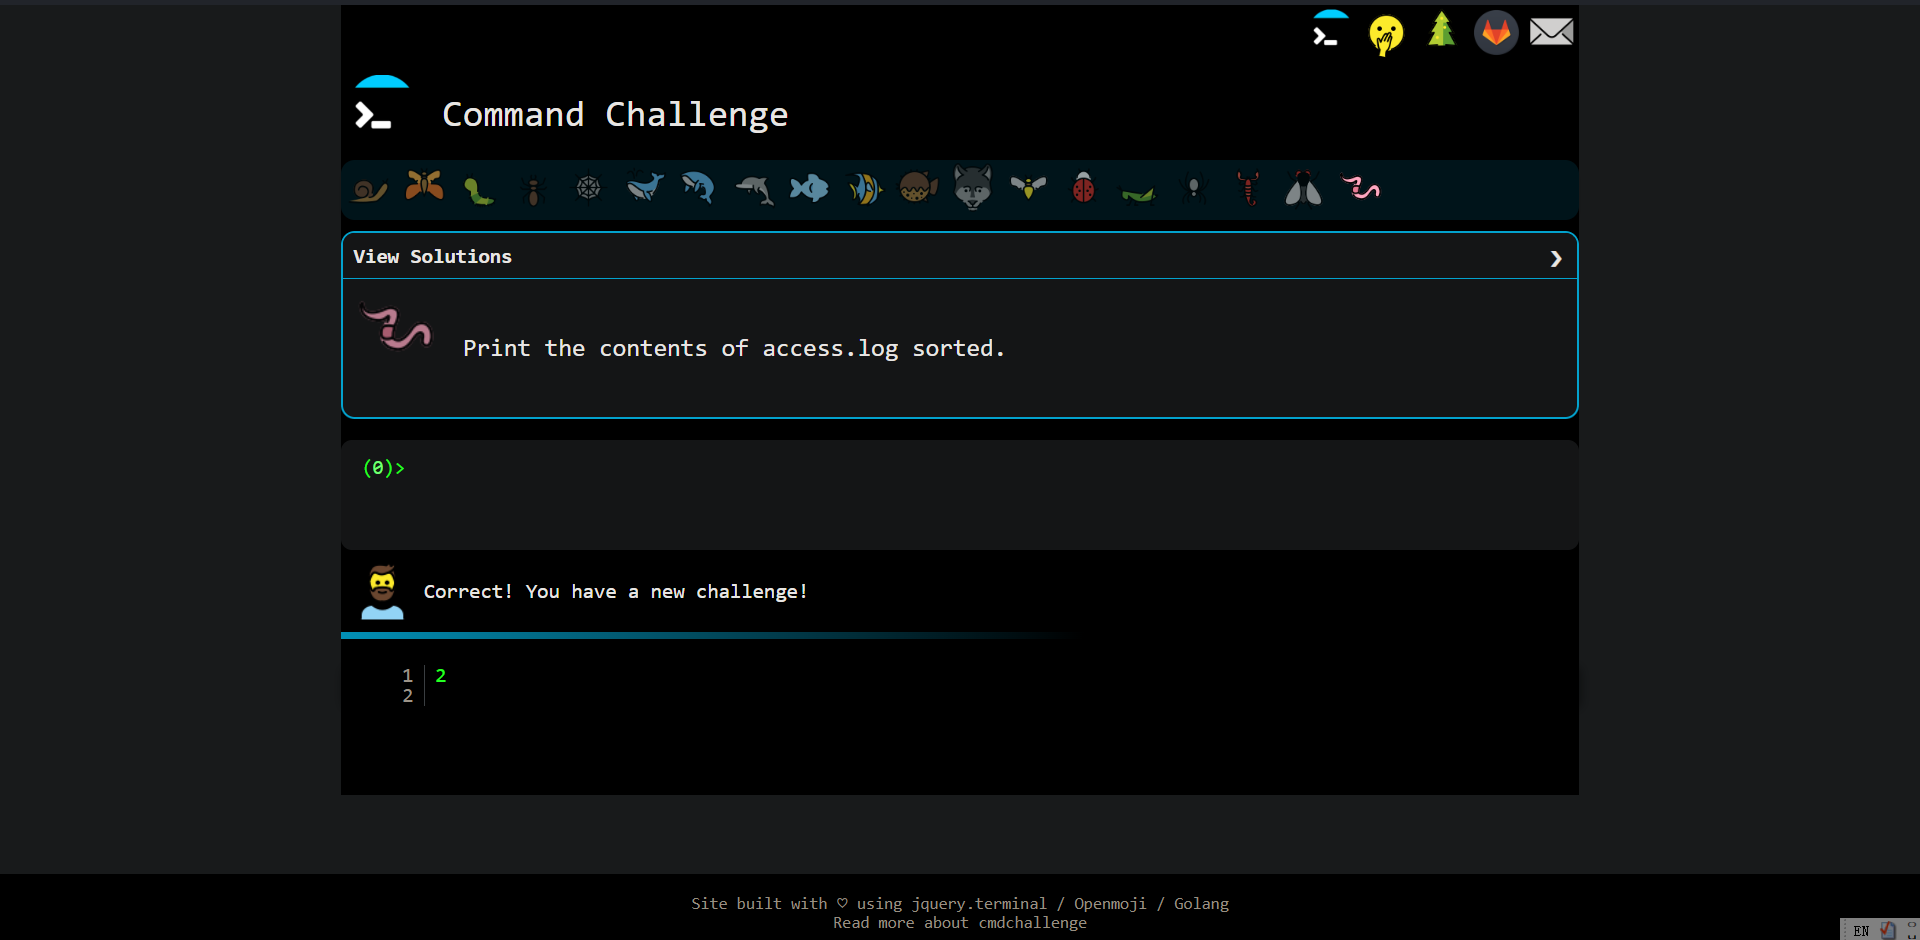 Command Challenge
View Solutions
Print the contents of access.log sorted.
(0)>
Correct! You have a new challenge!
1 2
2
Site built with ♡ using jquery.terminal / Openmoji / Golang
Read more about cmdchallenge
EN